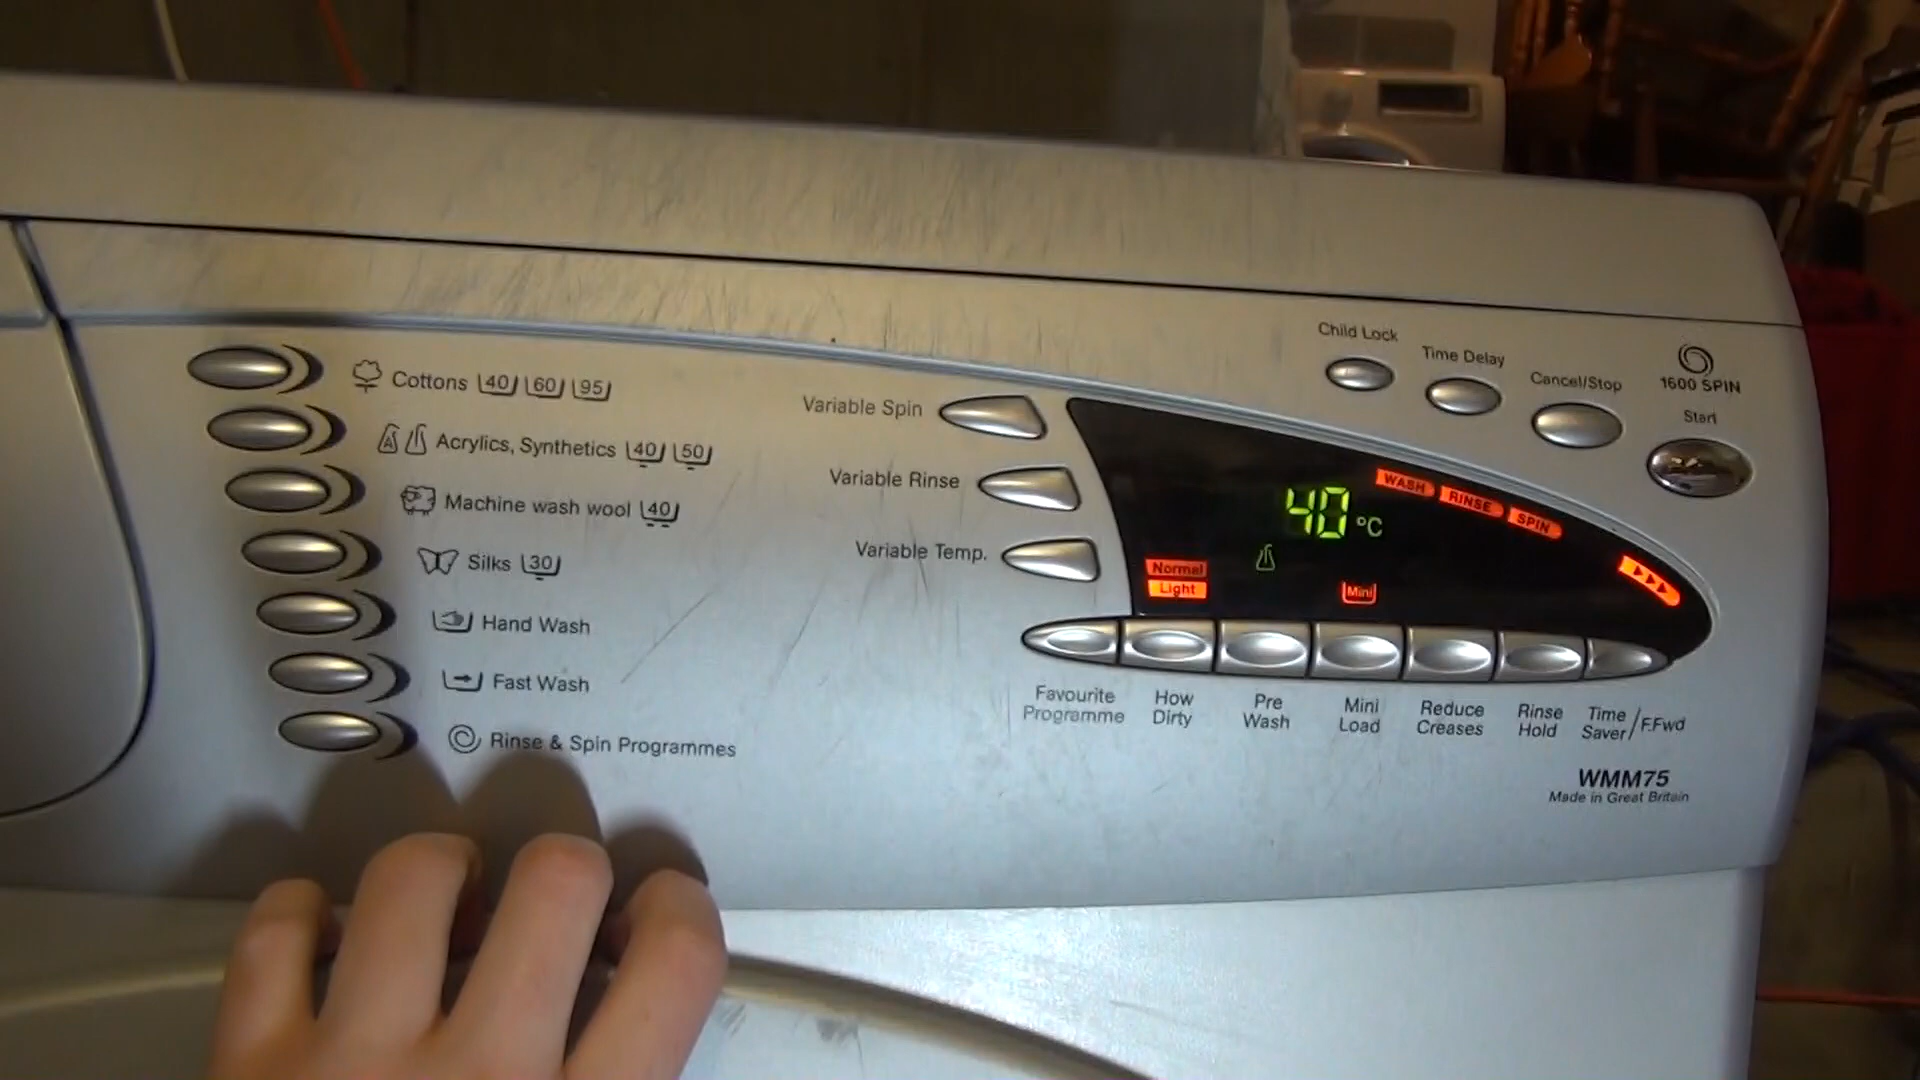 Cottons 40 60 95
Acrylics, Synthetics 40 50
Machine wash wool 40
Silks 30
Hand Wash
Fast Wash
Rinse & Spin Programmes
Variable Spin
Variable Rinse
Variable Temp.
Child Lock
Time Delay
Cancel/Stop
1600 SPIN
Start
WASH
RINSE
SPIN
40 °C
Normal
Light
Mini
Favourite
Programme
How
Dirty
Pre
Wash
Mini
Load
Reduce
Creases
Rinse
Hold
Time
Saver/F.Fwd
WMM75
Made in Great Britain